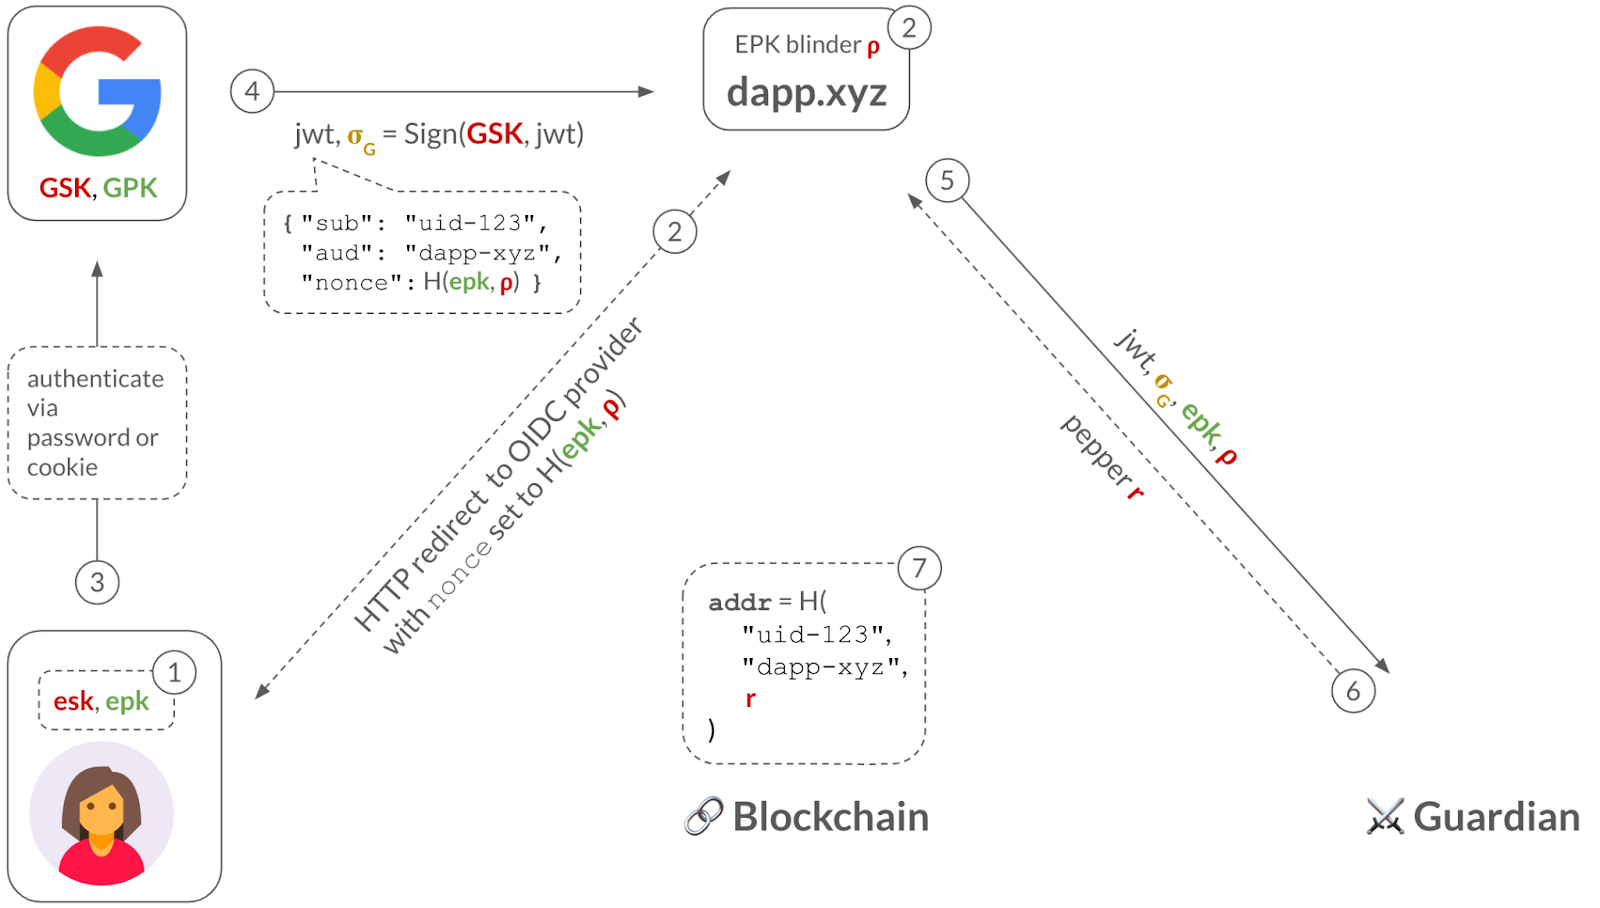 GSK, GPK
4
jwt, σG = Sign(GSK, jwt)
{ "sub": "uid-123",
"aud": "dapp-xyz",
"nonce": H(epk, ρ) }
EPK blinder ρ
2
dapp.xyz
2
HTTP redirect to OIDC provider
with nonce set to H(epk, ρ)
authenticate
via
password or
cookie
3
1
esk, epk
5
jwt, σG, epk, ρ
pepper r
6
7
addr = H(
"uid-123",
"dapp-xyz",
r
)
🔗 Blockchain
⚔️ Guardian